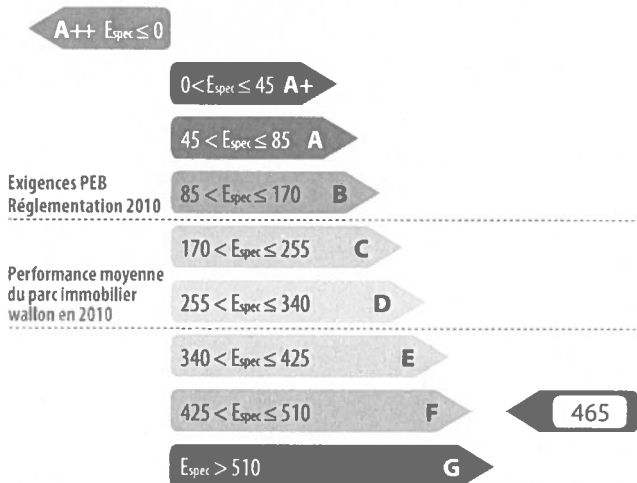 A++ Espec ≤ 0
0 < Espec ≤ 45 A+
45 < Espec ≤ 85 A
Exigences PEB
Réglementation 2010
85 < Espec ≤ 170 B
170 < Espec ≤ 255 C
Performance moyenne
du parc immobilier
wallon en 2010
255 < Espec ≤ 340 D
340 < Espec ≤ 425 E
425 < Espec ≤ 510 F
465
Espec > 510 G